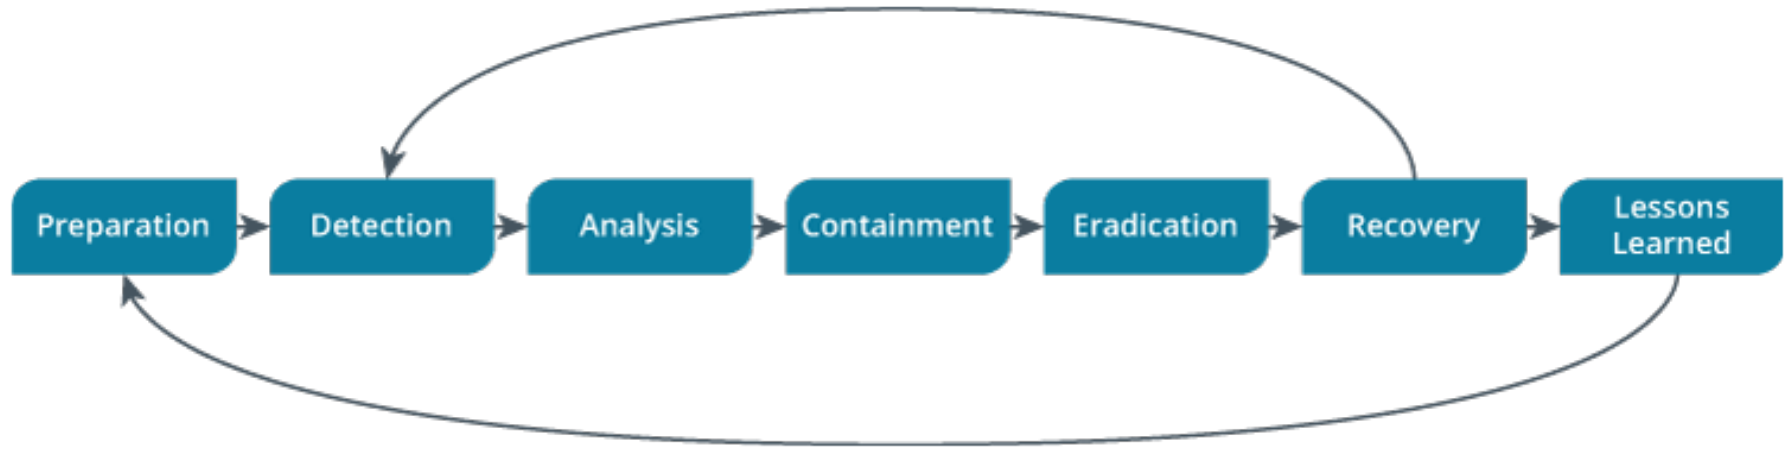 Preparation
Detection
Analysis
Containment
Eradication
Recovery
Lessons
Learned